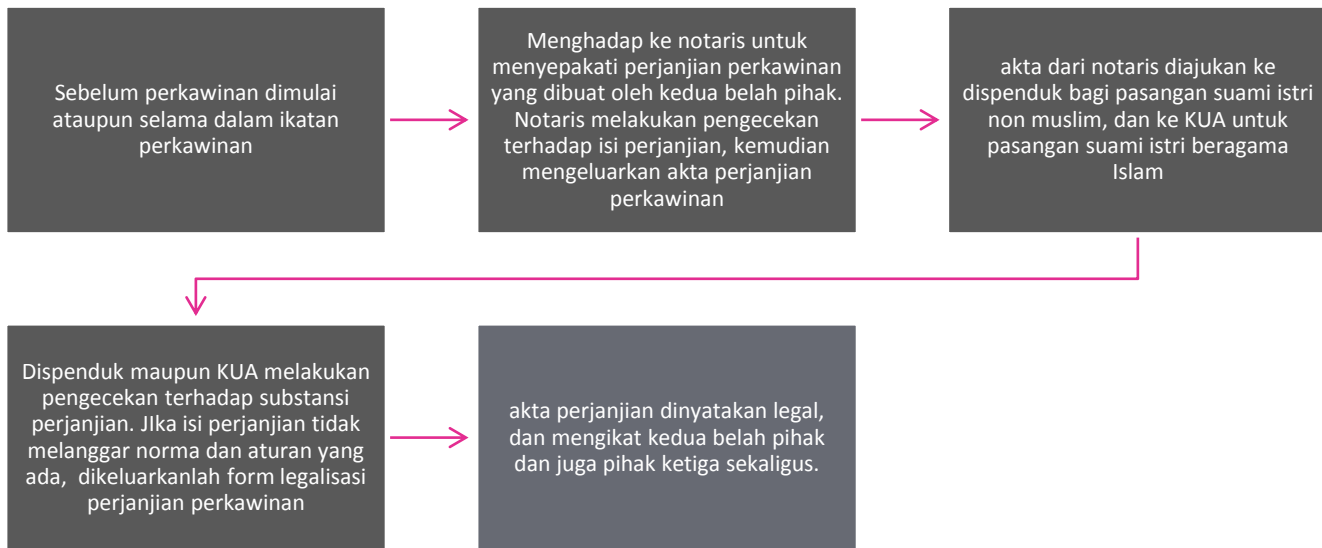 Sebelum perkawinan dimulai
ataupun selama dalam ikatan
perkawinan
Menghadap ke notaris untuk
menyepakati perjanjian perkawinan
yang dibuat oleh kedua belah pihak.
Notaris melakukan pengecekan
terhadap isi perjanjian, kemudian
mengeluarkan akta perjanjian
perkawinan
akta dari notaris diajukan ke
dispenduk bagi pasangan suami istri
non muslim, dan ke KUA untuk
pasangan suami istri beragama
Islam
Dispenduk maupun KUA melakukan
pengecekan terhadap substansi
perjanjian. JIka isi perjanjian tidak
melanggar norma dan aturan yang
ada, dikeluarkanlah form legalisasi
perjanjian perkawinan
akta perjanjian dinyatakan legal,
dan mengikat kedua belah pihak
dan juga pihak ketiga sekaligus.